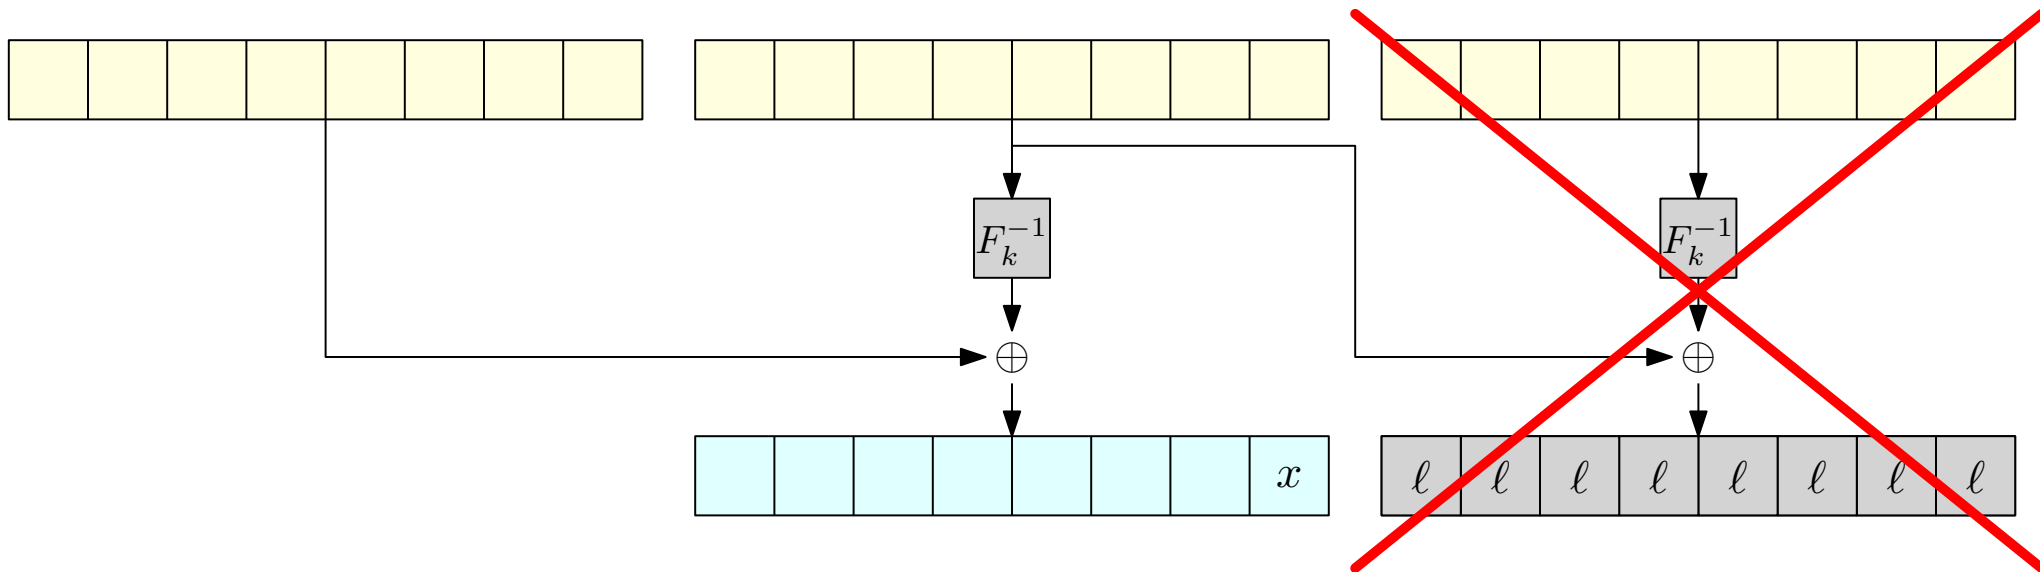 F_k^{-1} F_k^{-1}
x ℓ ℓ ℓ ℓ ℓ ℓ ℓ ℓ